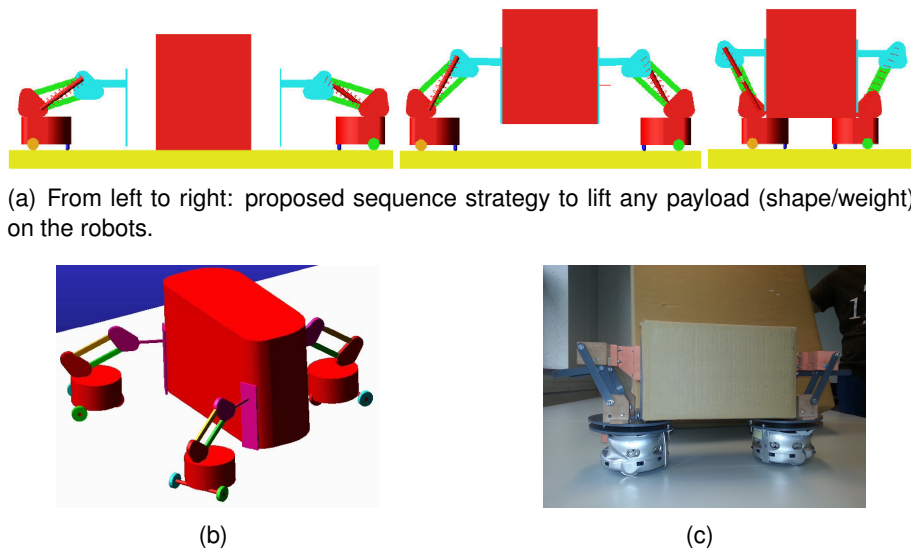 (a) From left to right: proposed sequence strategy to lift any payload (shape/weight)
on the robots.
(b)
(c)